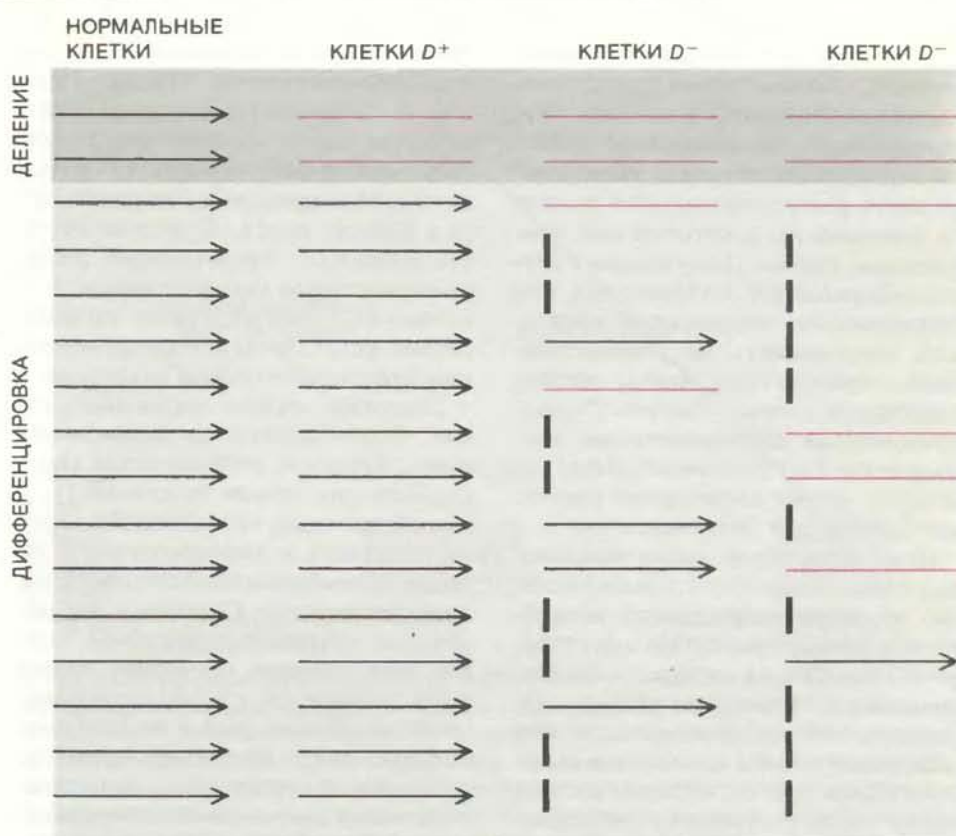 НОРМАЛЬНЫЕ
КЛЕТКИ
КЛЕТКИ D⁺
КЛЕТКИ D⁻
КЛЕТКИ D⁻
ДЕЛЕНИЕ
ДИФФЕРЕНЦИРОВКА